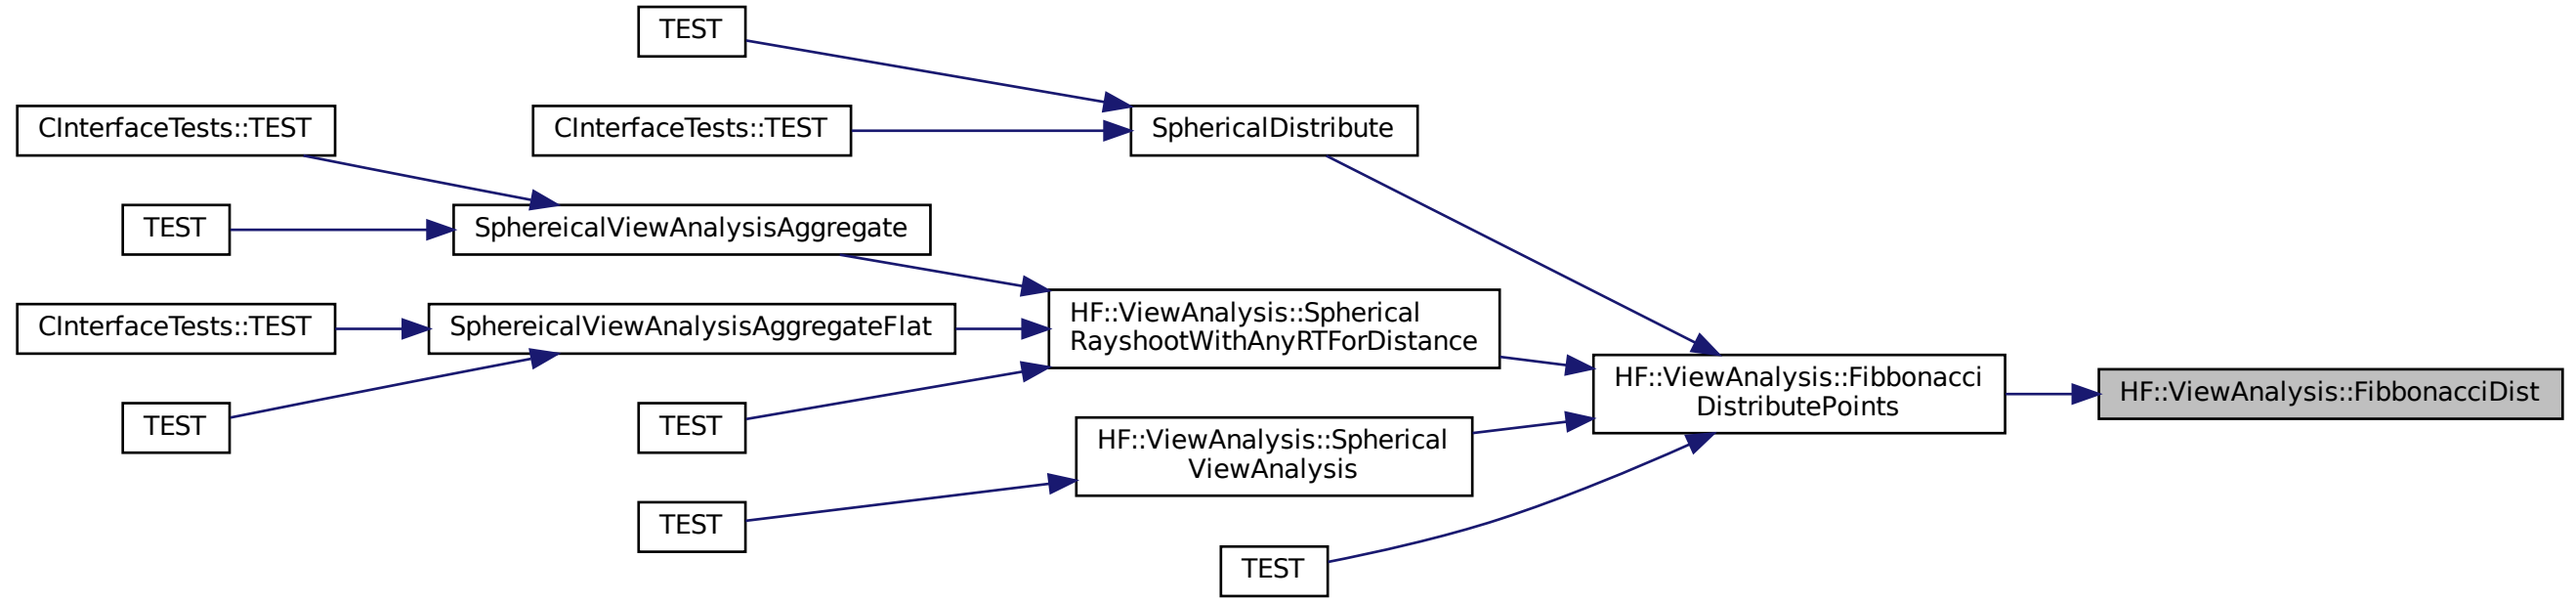 TEST
CInterfaceTests::TEST
CInterfaceTests::TEST
SphericalDistribute
TEST
SphereicalViewAnalysisAggregate
CInterfaceTests::TEST
SphereicalViewAnalysisAggregateFlat
HF::ViewAnalysis::Spherical
RayshootWithAnyRTForDistance
HF::ViewAnalysis::Fibbonacci
DistributePoints
HF::ViewAnalysis::FibbonacciDist
TEST
TEST
HF::ViewAnalysis::Spherical
ViewAnalysis
TEST
TEST